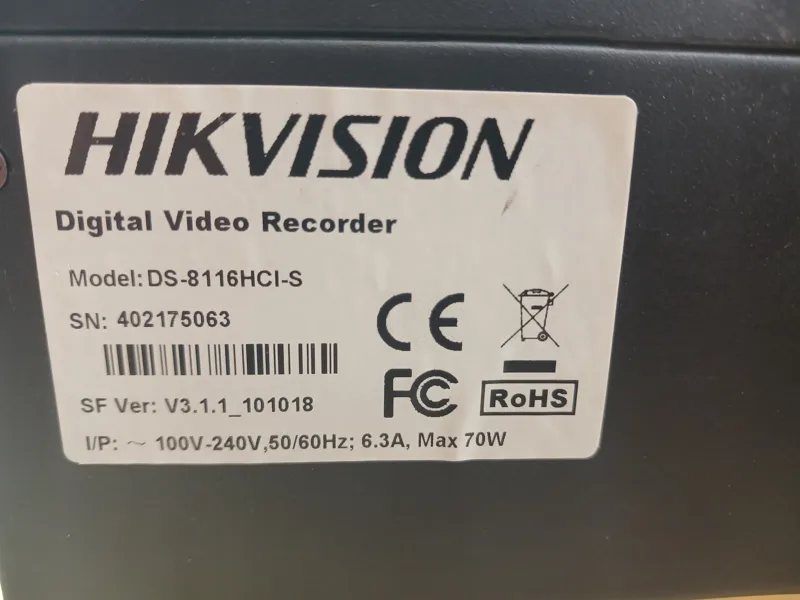 HIKVISION
Digital Video Recorder
Model: DS-8116HCI-S
SN: 402175063
SF Ver: V3.1.1_101018
I/P: ~ 100V-240V,50/60Hz; 6.3A, Max 70W
CE
FC
RoHS